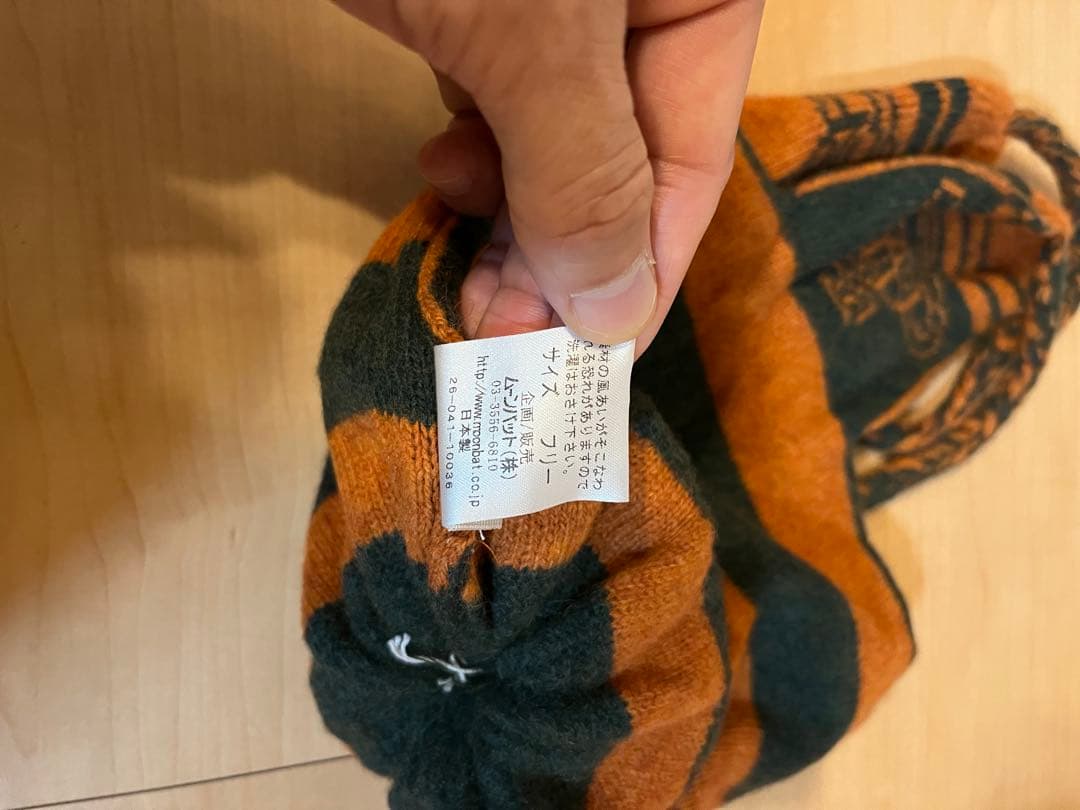 素材の風あいがそこなわ
れる恐れがありますので
洗濯はおさけ下さい。
サイズ フリー
企画/販売
ムーンバット(株)
03-3556-6810
http://www.moonbat.co.jp
日本製
26-041-10036